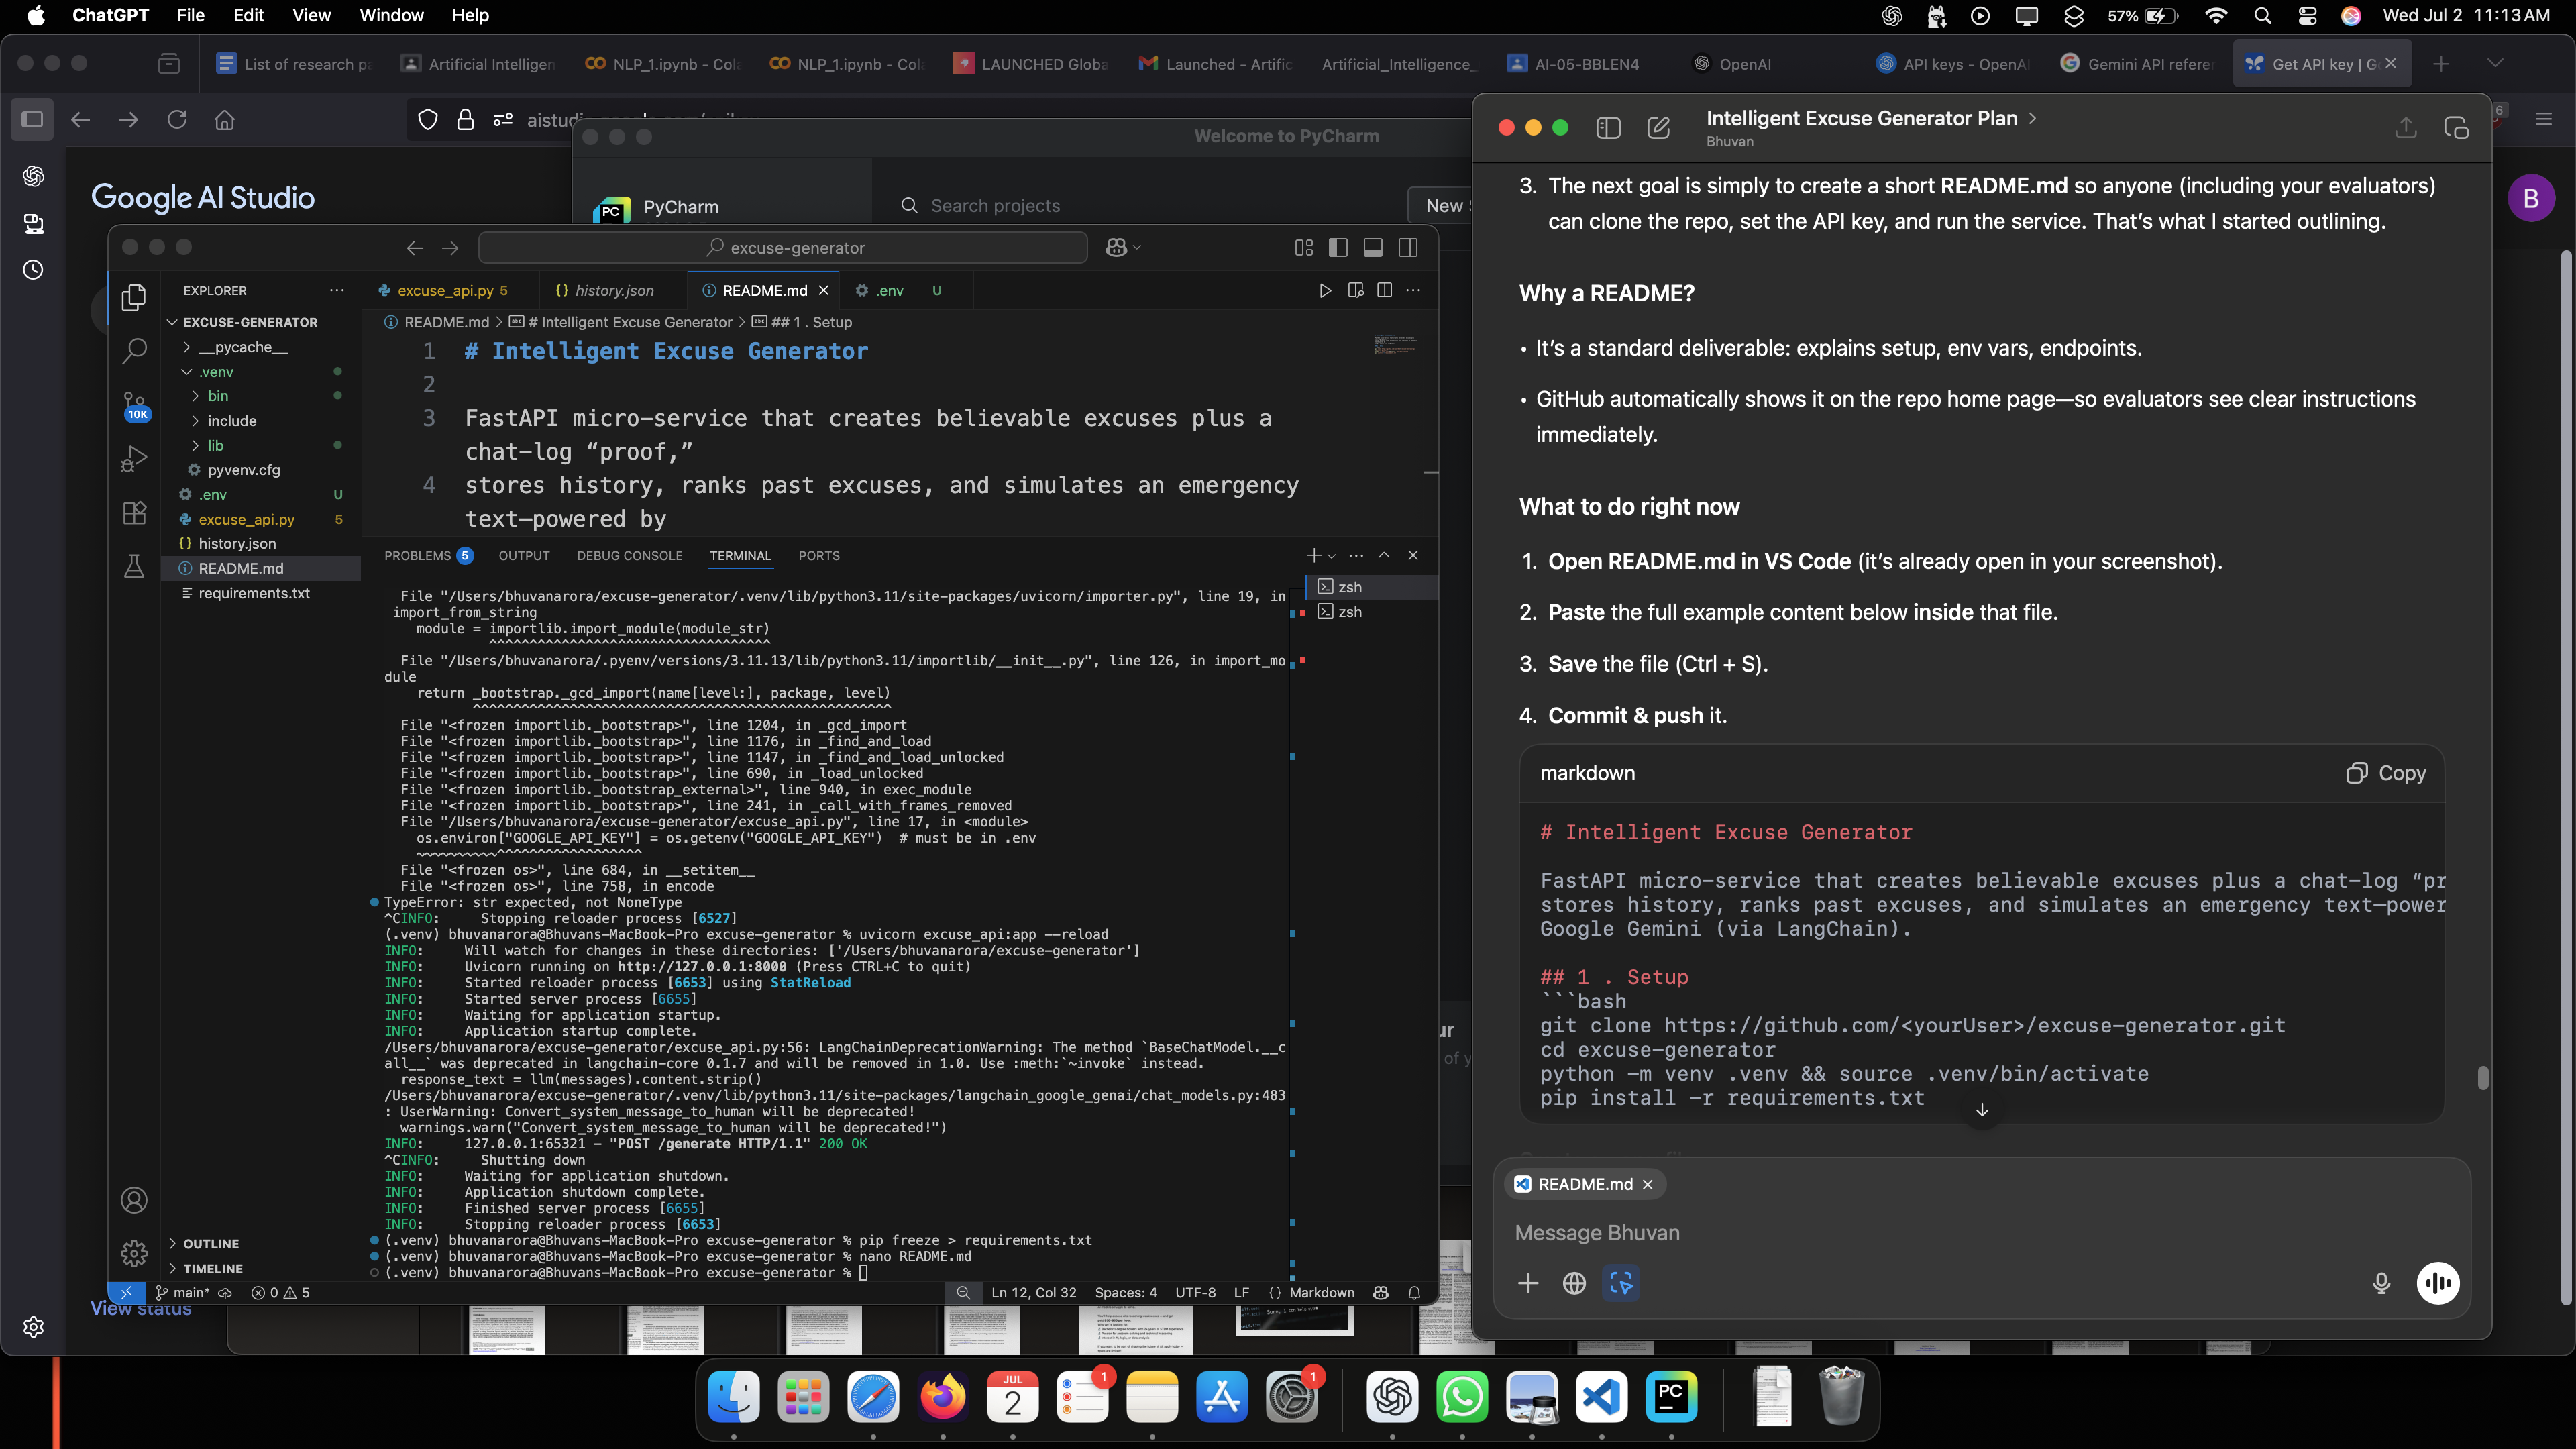 ChatGPT File Edit View Window Help
57% Wed Jul 2 11:13 AM
List of research pa
Artificial Intelligen
NLP_1.ipynb - Cola
NLP_1.ipynb - Cola
LAUNCHED Globa
Launched - Artific
Artificial_Intelligence_
AI-05-BBLEN4
OpenAI
API keys - OpenAI
Gemini API referen
Get API key | G
Google AI Studio
Welcome to PyCharm
PC PyCharm
Search projects
New
B
6
excuse-generator
EXPLORER
EXCUSE-GENERATOR
__pycache__
.venv
bin
include
lib
pyvenv.cfg
.env U
excuse_api.py 5
history.json
README.md
requirements.txt
10K
OUTLINE
TIMELINE
excuse_api.py 5 {} history.json README.md .env U
README.md > # Intelligent Excuse Generator > ## 1 . Setup
1 # Intelligent Excuse Generator
2
3 FastAPI micro-service that creates believable excuses plus a
chat-log “proof,”
4 stores history, ranks past excuses, and simulates an emergency
text—powered by
PROBLEMS 5 OUTPUT DEBUG CONSOLE TERMINAL PORTS
zsh
zsh
File "/Users/bhuvanarora/excuse-generator/.venv/lib/python3.11/site-packages/uvicorn/importer.py", line 19, in
import_from_string
module = importlib.import_module(module_str)
^^^^^^^^^^^^^^^^^^^^^^^^^^^^^^^^^^^
File "/Users/bhuvanarora/.pyenv/versions/3.11.13/lib/python3.11/importlib/__init__.py", line 126, in import_mo
dule
return _bootstrap._gcd_import(name[level:], package, level)
^^^^^^^^^^^^^^^^^^^^^^^^^^^^^^^^^^^^^^^^^^^^^^^^^^^^
File "<frozen importlib._bootstrap>", line 1204, in _gcd_import
File "<frozen importlib._bootstrap>", line 1176, in _find_and_load
File "<frozen importlib._bootstrap>", line 1147, in _find_and_load_unlocked
File "<frozen importlib._bootstrap>", line 690, in _load_unlocked
File "<frozen importlib._bootstrap_external>", line 940, in exec_module
File "<frozen importlib._bootstrap>", line 241, in _call_with_frames_removed
File "/Users/bhuvanarora/excuse-generator/excuse_api.py", line 17, in <module>
os.environ["GOOGLE_API_KEY"] = os.getenv("GOOGLE_API_KEY") # must be in .env
~~~~~~~~~~^^^^^^^^^^^^^^^^^^
File "<frozen os>", line 684, in __setitem__
File "<frozen os>", line 758, in encode
TypeError: str expected, not NoneType
^CINFO: Stopping reloader process [6527]
(.venv) bhuvanarora@Bhuvans-MacBook-Pro excuse-generator % uvicorn excuse_api:app --reload
INFO: Will watch for changes in these directories: ['/Users/bhuvanarora/excuse-generator']
INFO: Uvicorn running on http://127.0.0.1:8000 (Press CTRL+C to quit)
INFO: Started reloader process [6653] using StatReload
INFO: Started server process [6655]
INFO: Waiting for application startup.
INFO: Application startup complete.
/Users/bhuvanarora/excuse-generator/excuse_api.py:56: LangChainDeprecationWarning: The method `BaseChatModel.__c
all__` was deprecated in langchain-core 0.1.7 and will be removed in 1.0. Use :meth:`~invoke` instead.
response_text = llm(messages).content.strip()
/Users/bhuvanarora/excuse-generator/.venv/lib/python3.11/site-packages/langchain_google_genai/chat_models.py:483
: UserWarning: Convert_system_message_to_human will be deprecated!
warnings.warn("Convert_system_message_to_human will be deprecated!")
INFO: 127.0.0.1:65321 - "POST /generate HTTP/1.1" 200 OK
^CINFO: Shutting down
INFO: Waiting for application shutdown.
INFO: Application shutdown complete.
INFO: Finished server process [6655]
INFO: Stopping reloader process [6653]
(.venv) bhuvanarora@Bhuvans-MacBook-Pro excuse-generator % pip freeze > requirements.txt
(.venv) bhuvanarora@Bhuvans-MacBook-Pro excuse-generator % nano README.md
(.venv) bhuvanarora@Bhuvans-MacBook-Pro excuse-generator %
main* 0 5 Ln 12, Col 32 Spaces: 4 UTF-8 LF {} Markdown
View status
Intelligent Excuse Generator Plan >
Bhuvan
3. The next goal is simply to create a short README.md so anyone (including your evaluators)
can clone the repo, set the API key, and run the service. That’s what I started outlining.
Why a README?
• It’s a standard deliverable: explains setup, env vars, endpoints.
• GitHub automatically shows it on the repo home page—so evaluators see clear instructions
immediately.
What to do right now
1. Open README.md in VS Code (it’s already open in your screenshot).
2. Paste the full example content below inside that file.
3. Save the file (Ctrl + S).
4. Commit & push it.
markdown Copy
# Intelligent Excuse Generator
FastAPI micro-service that creates believable excuses plus a chat-log “pr
stores history, ranks past excuses, and simulates an emergency text—power
Google Gemini (via LangChain).
## 1 . Setup
```bash
git clone https://github.com/<yourUser>/excuse-generator.git
cd excuse-generator
python -m venv .venv && source .venv/bin/activate
pip install -r requirements.txt
README.md
Message Bhuvan
JUL
2
1
1
PC